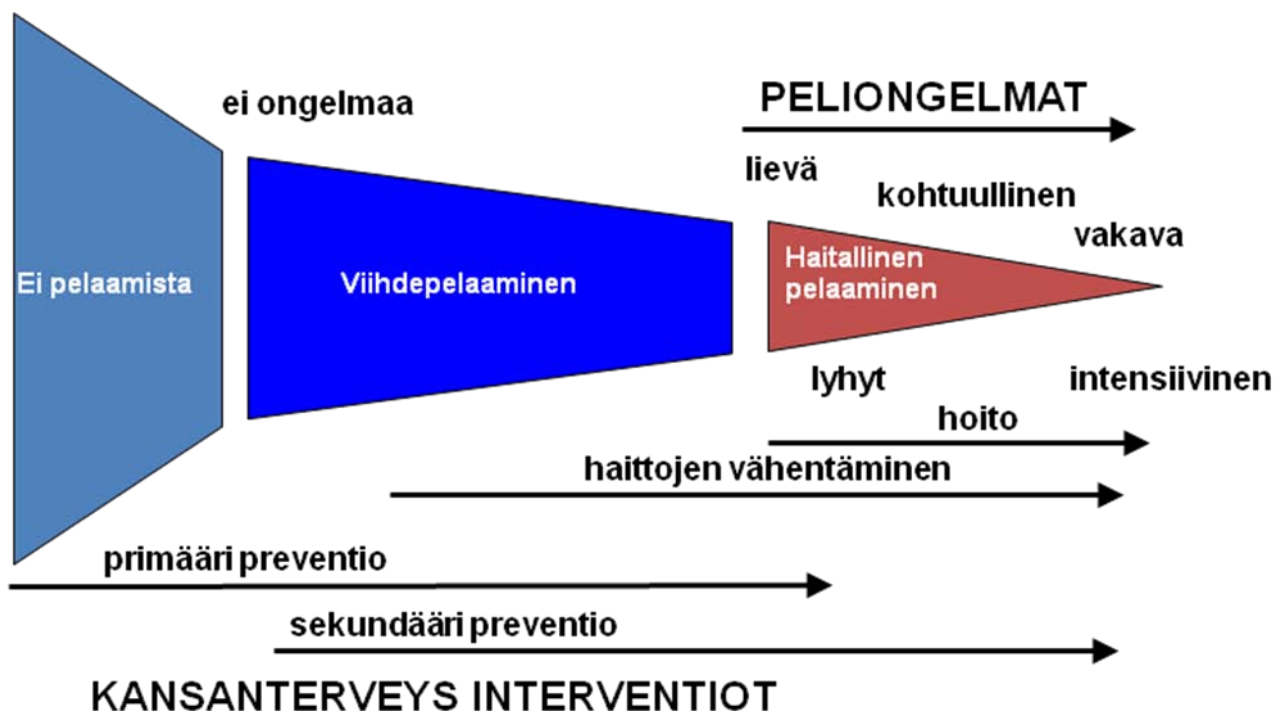 ei ongelmaa
PELIONGELMAT
lievä
kohtuullinen
vakava
Ei pelaamista
Viihdepelaaminen
Haitallinen
pelaaminen
lyhyt
intensiivinen
hoito
haittojen vähentäminen
primääri preventio
sekundääri preventio
KANSANTERVEYS INTERVENTIOT